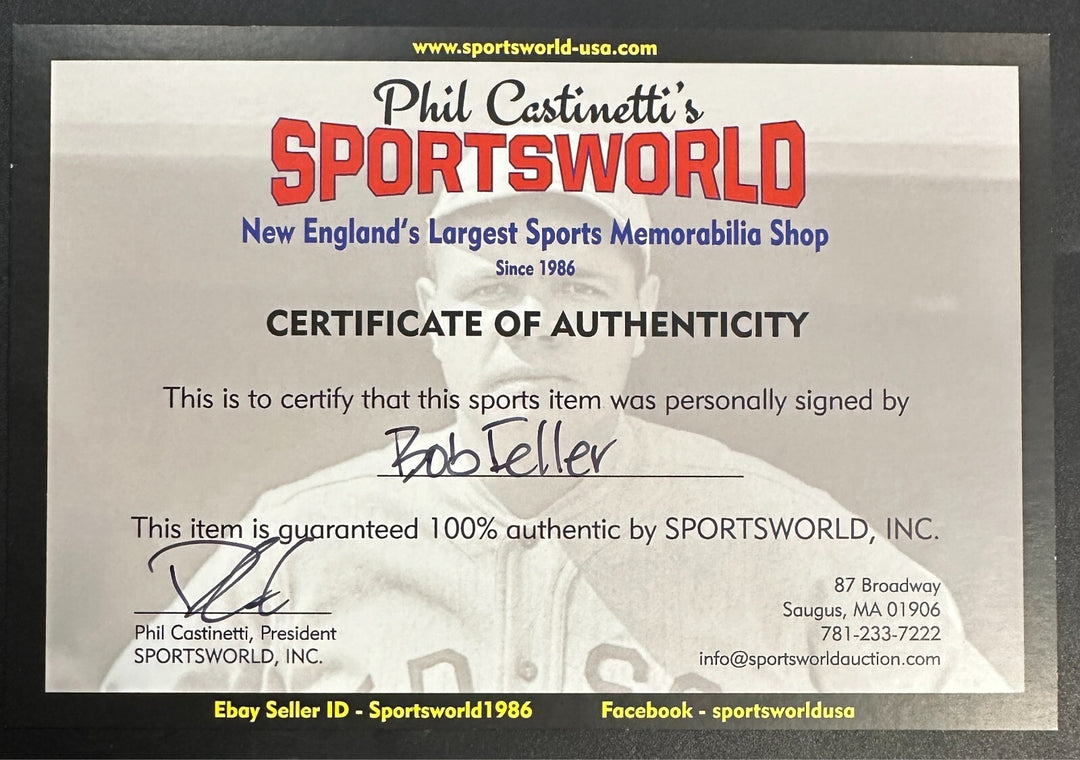 www.sportsworld-usa.com
Phil Castinetti's
SPORTSWORLD
New England's Largest Sports Memorabilia Shop
Since 1986
CERTIFICATE OF AUTHENTICITY
This is to certify that this sports item was personally signed by
Bob Feller
This item is guaranteed 100% authentic by SPORTSWORLD, INC.
87 Broadway
Saugus, MA 01906
781-233-7222
info@sportsworldauction.com
Phil Castinetti, President
SPORTSWORLD, INC.
Ebay Seller ID - Sportsworld1986
Facebook - sportsworldusa